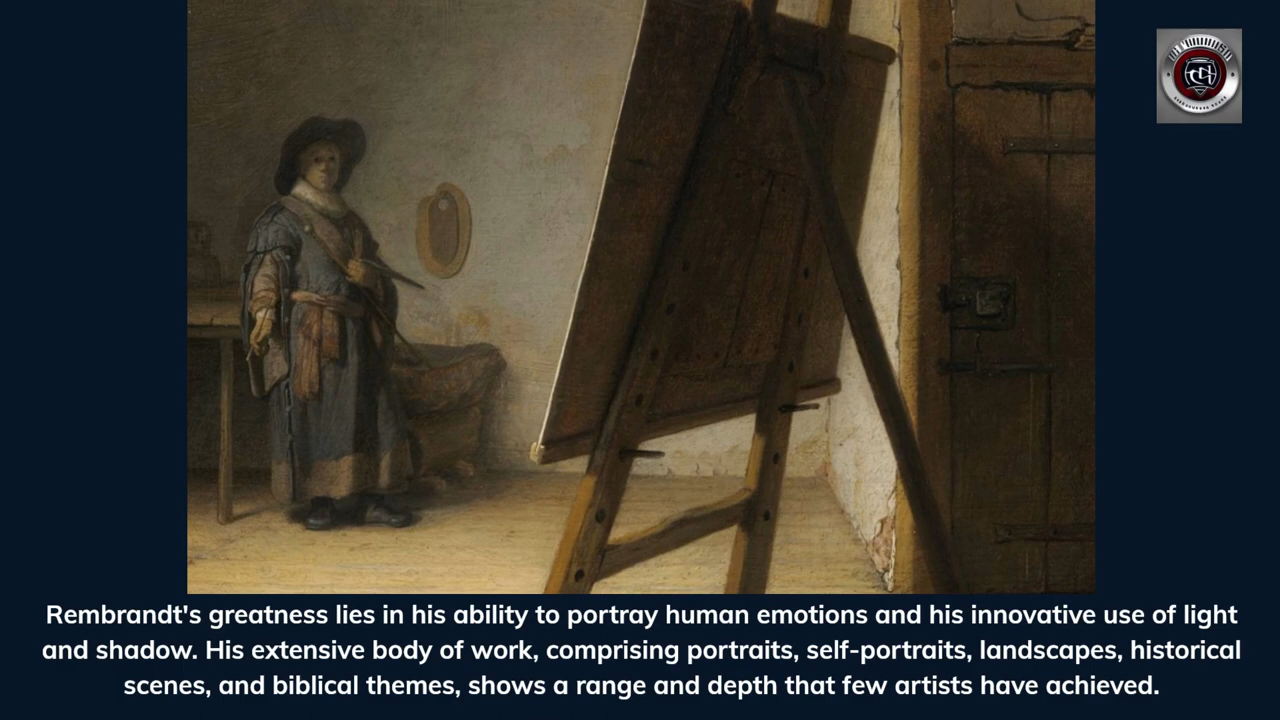 Rembrandt's greatness lies in his ability to portray human emotions and his innovative use of light
and shadow. His extensive body of work, comprising portraits, self-portraits, landscapes, historical
scenes, and biblical themes, shows a range and depth that few artists have achieved.